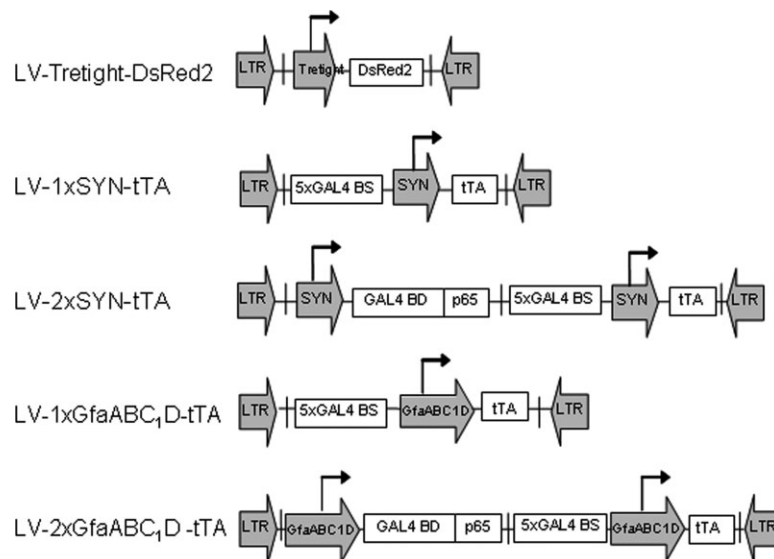 LV-Tretight-DsRed2 LTR Tretight DsRed2 LTR
LV-1xSYN-tTA LTR 5xGAL4 BS SYN tTA LTR
LV-2xSYN-tTA LTR SYN GAL4 BD p65 5xGAL4 BS SYN tTA LTR
LV-1xGfaABC₁D-tTA LTR 5xGAL4 BS GfaABC1D tTA LTR
LV-2xGfaABC₁D -tTA LTR GfaABC1D GAL4 BD p65 5xGAL4 BS GfaABC1D tTA LTR